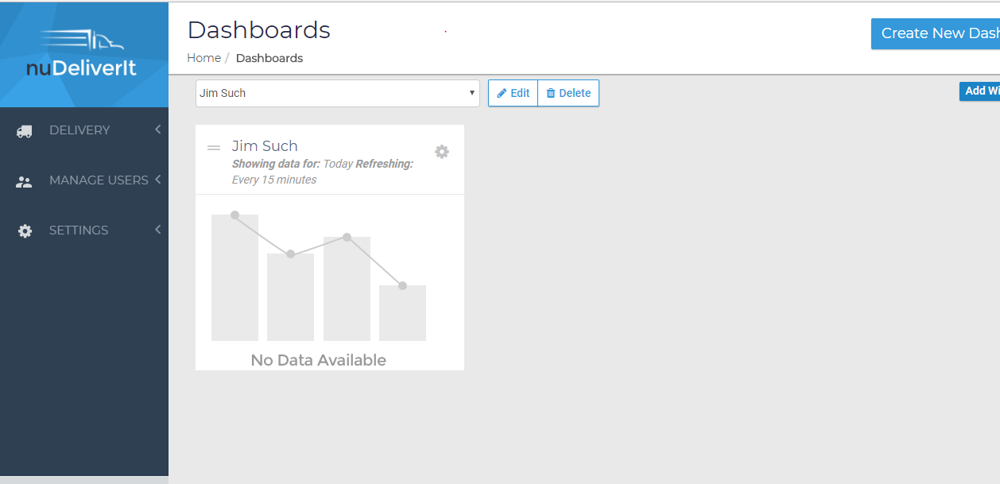 nuDeliverIt
DELIVERY
MANAGE USERS
SETTINGS
Dashboards
Create New Dash
Home / Dashboards
Jim Such
Edit
Delete
Add Wi
Jim Such
Showing data for: Today Refreshing:
Every 15 minutes
No Data Available